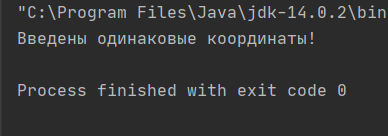 "C:\Program Files\Java\jdk-14.0.2\bin
Введены одинаковые координаты!
Process finished with exit code 0